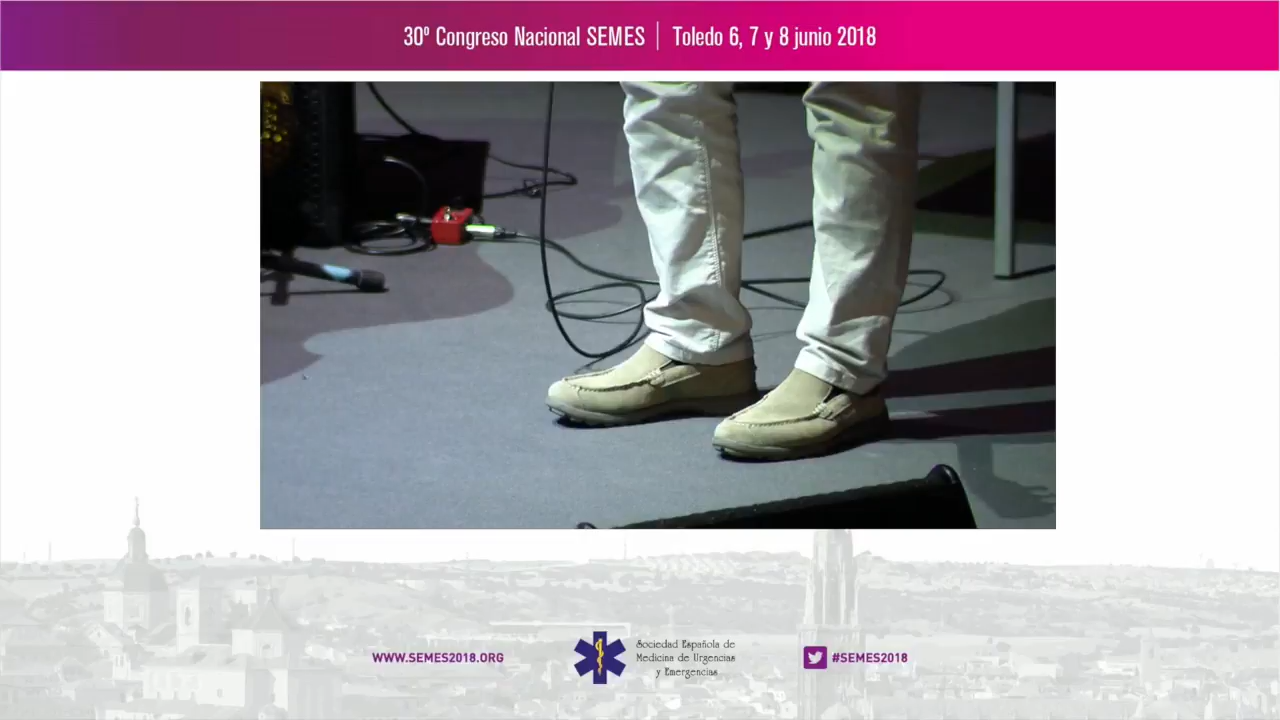 30º Congreso Nacional SEMES | Toledo 6, 7 y 8 junio 2018
WWW.SEMES2018.ORG
Sociedad Española de
Medicina de Urgencias
y Emergencias
#SEMES2018